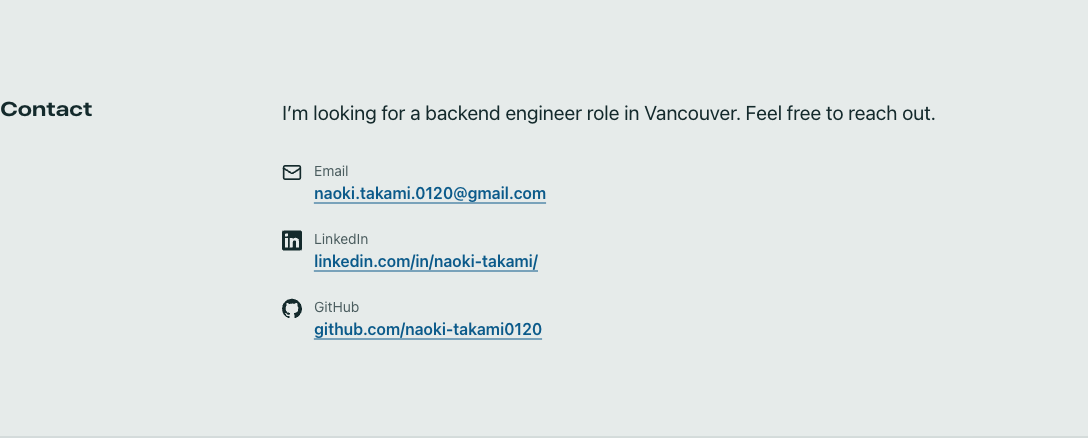 Contact
I’m looking for a backend engineer role in Vancouver. Feel free to reach out.
Email
naoki.takami.0120@gmail.com
LinkedIn
linkedin.com/in/naoki-takami/
GitHub
github.com/naoki-takami0120